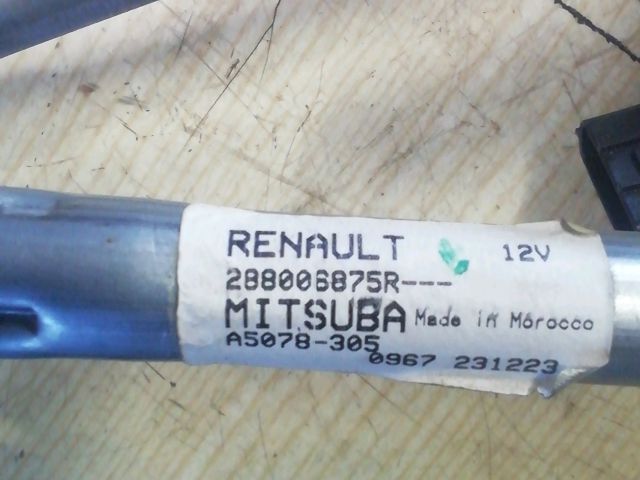 RENAULT 12V
288006875R---
MITSUBA Made in Morocco
A5078-305
0967 231223